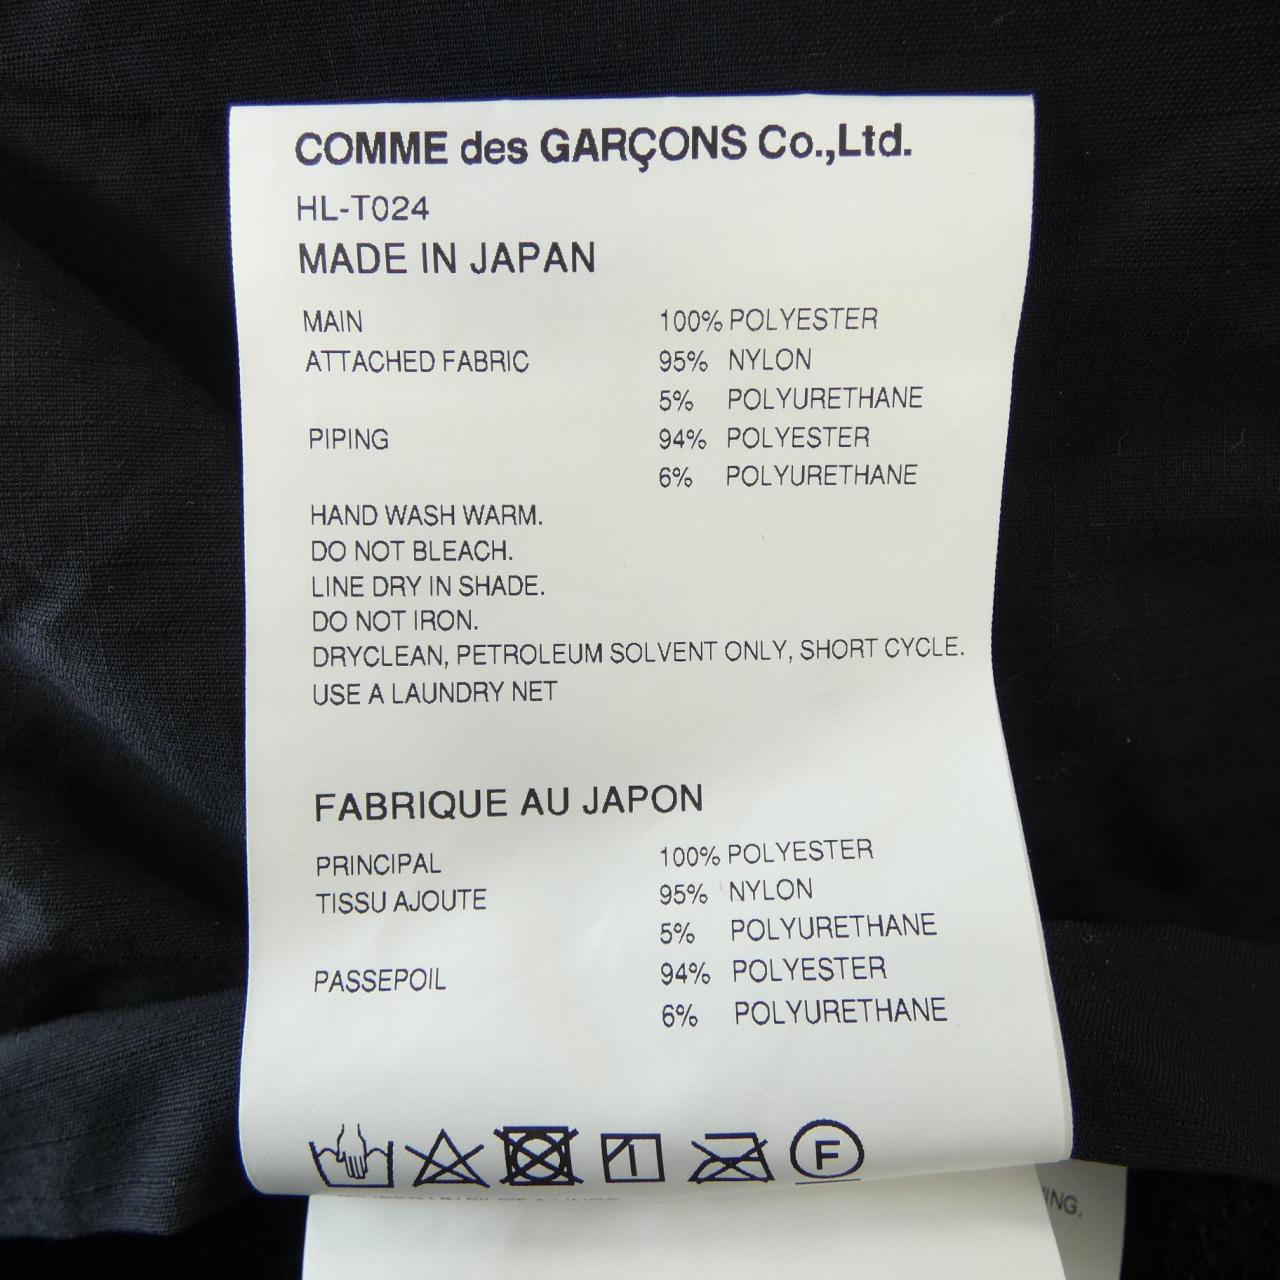 COMME des GARÇONS Co.,Ltd.
HL-T024
MADE IN JAPAN
MAIN 100% POLYESTER
ATTACHED FABRIC 95% NYLON
5% POLYURETHANE
PIPING 94% POLYESTER
6% POLYURETHANE
HAND WASH WARM.
DO NOT BLEACH.
LINE DRY IN SHADE.
DO NOT IRON.
DRYCLEAN, PETROLEUM SOLVENT ONLY, SHORT CYCLE.
USE A LAUNDRY NET
FABRIQUE AU JAPON
PRINCIPAL 100% POLYESTER
TISSU AJOUTE 95% NYLON
5% POLYURETHANE
PASSEPOIL 94% POLYESTER
6% POLYURETHANE
F